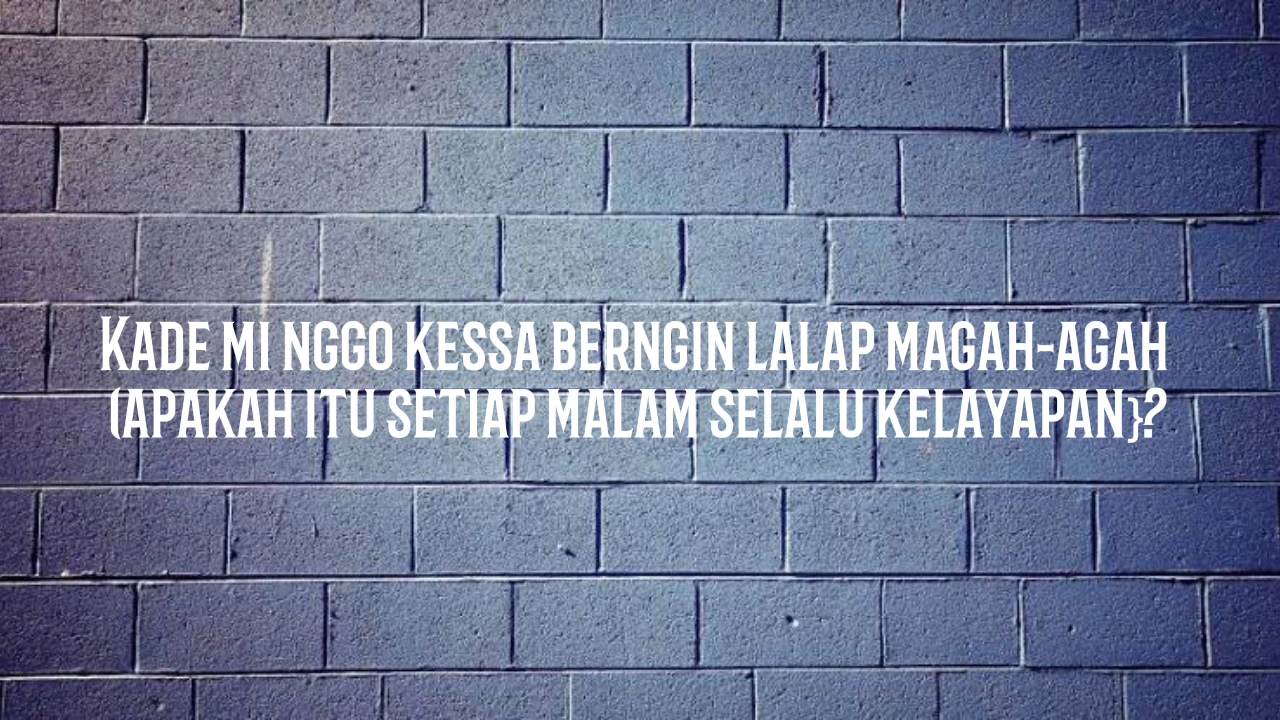 Kade mi nggo kessa berngin lalap magah-agah
(apakah itu setiap malam selalu kelayapan}?